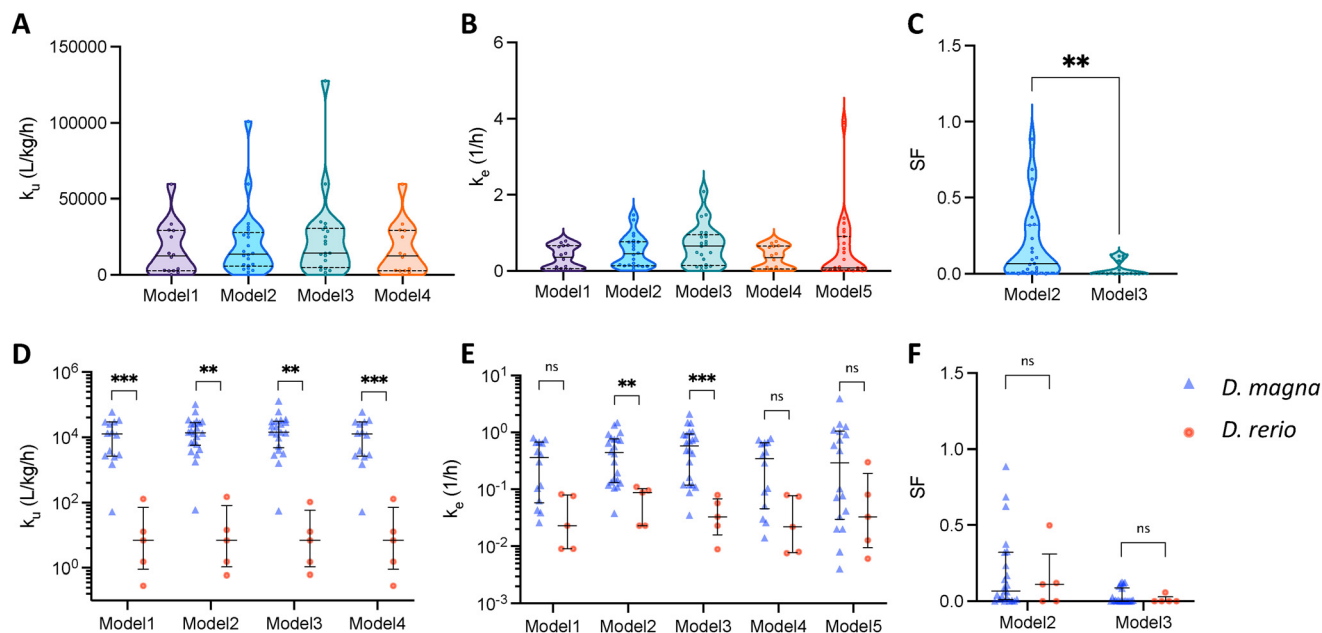 A
k_u (L/kg/h)
150000
100000
50000
0
Model1 Model2 Model3 Model4
B
k_e (1/h)
6
4
2
0
Model1 Model2 Model3 Model4 Model5
C
SF
1.5
1.0
0.5
0.0
**
Model2 Model3
D
k_u (L/kg/h)
10^6
10^4
10^2
10^0
*** ** ** ***
Model1 Model2 Model3 Model4
E
k_e (1/h)
10^1
10^0
10^-1
10^-2
10^-3
ns ** *** ns ns
Model1 Model2 Model3 Model4 Model5
F
SF
1.5
1.0
0.5
0.0
ns
ns
Model2 Model3
D. magna
D. rerio